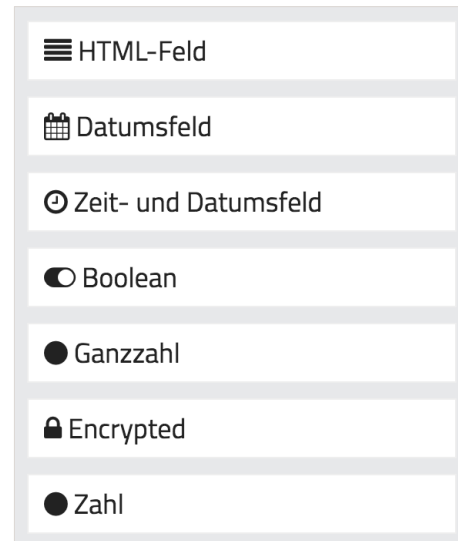 HTML-Feld
Datumsfeld
Zeit- und Datumsfeld
Boolean
Ganzzahl
Encrypted
Zahl